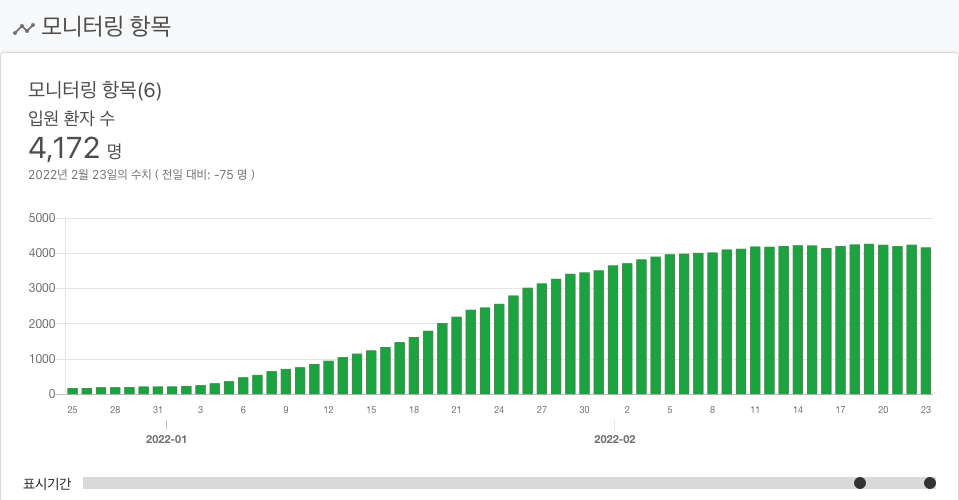 모니터링 항목
모니터링 항목(6)
입원 환자 수
4,172 명
2022년 2월 23일의 수치 ( 전일 대비: -75 명 )
5000
4000
3000
2000
1000
0
25 28 31 3 6 9 12 15 18 21 24 27 30 2 5 8 11 14 17 20 23
2022-01 2022-02
표시기간